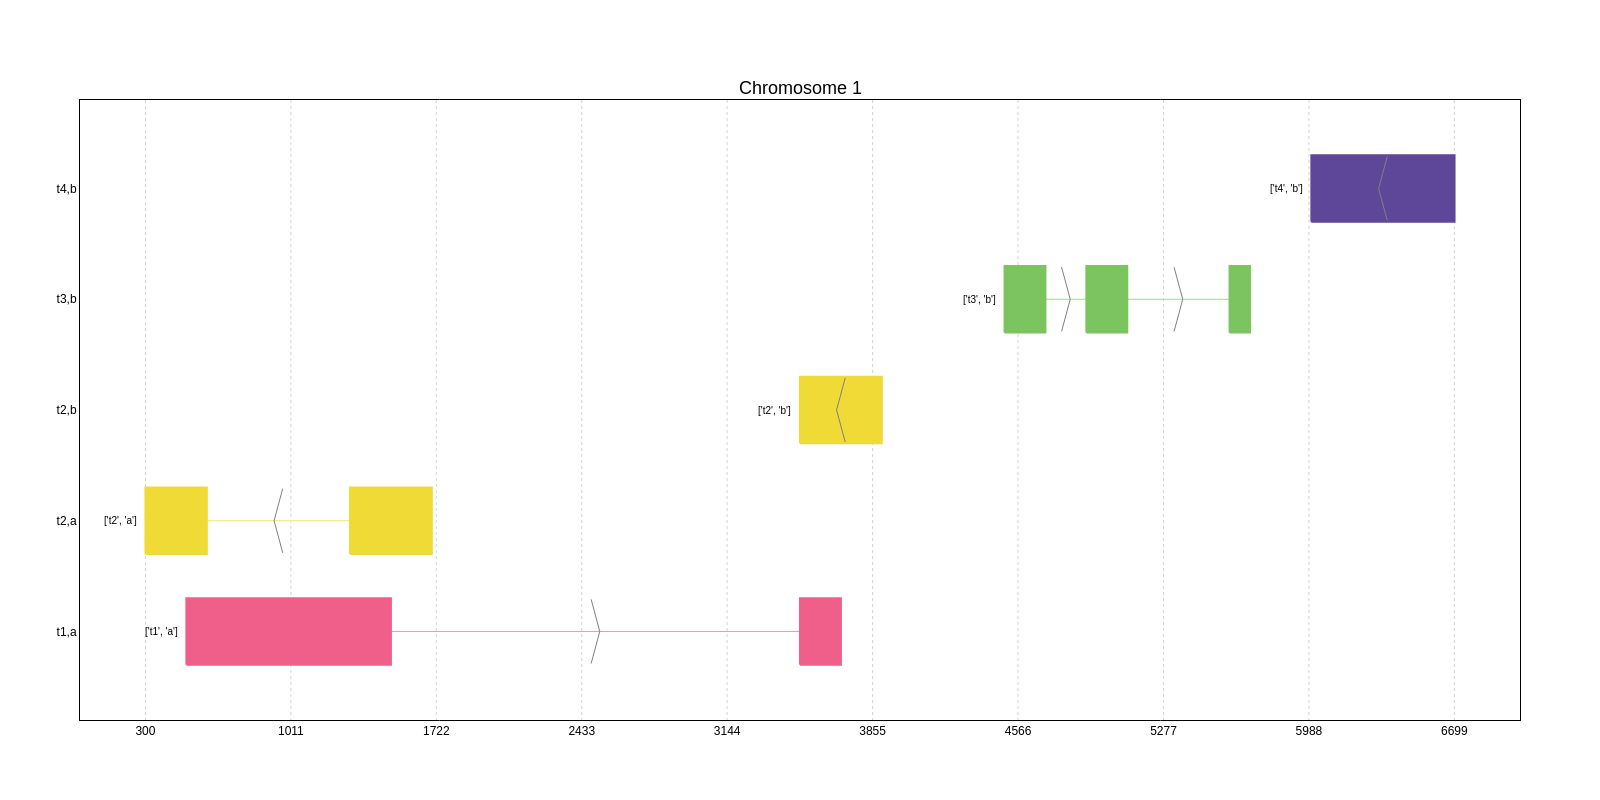 Chromosome 1
t4,b
['t4', 'b']
t3,b
['t3', 'b']
t2,b
['t2', 'b']
t2,a
['t2', 'a']
t1,a
['t1', 'a']
300 1011 1722 2433 3144 3855 4566 5277 5988 6699